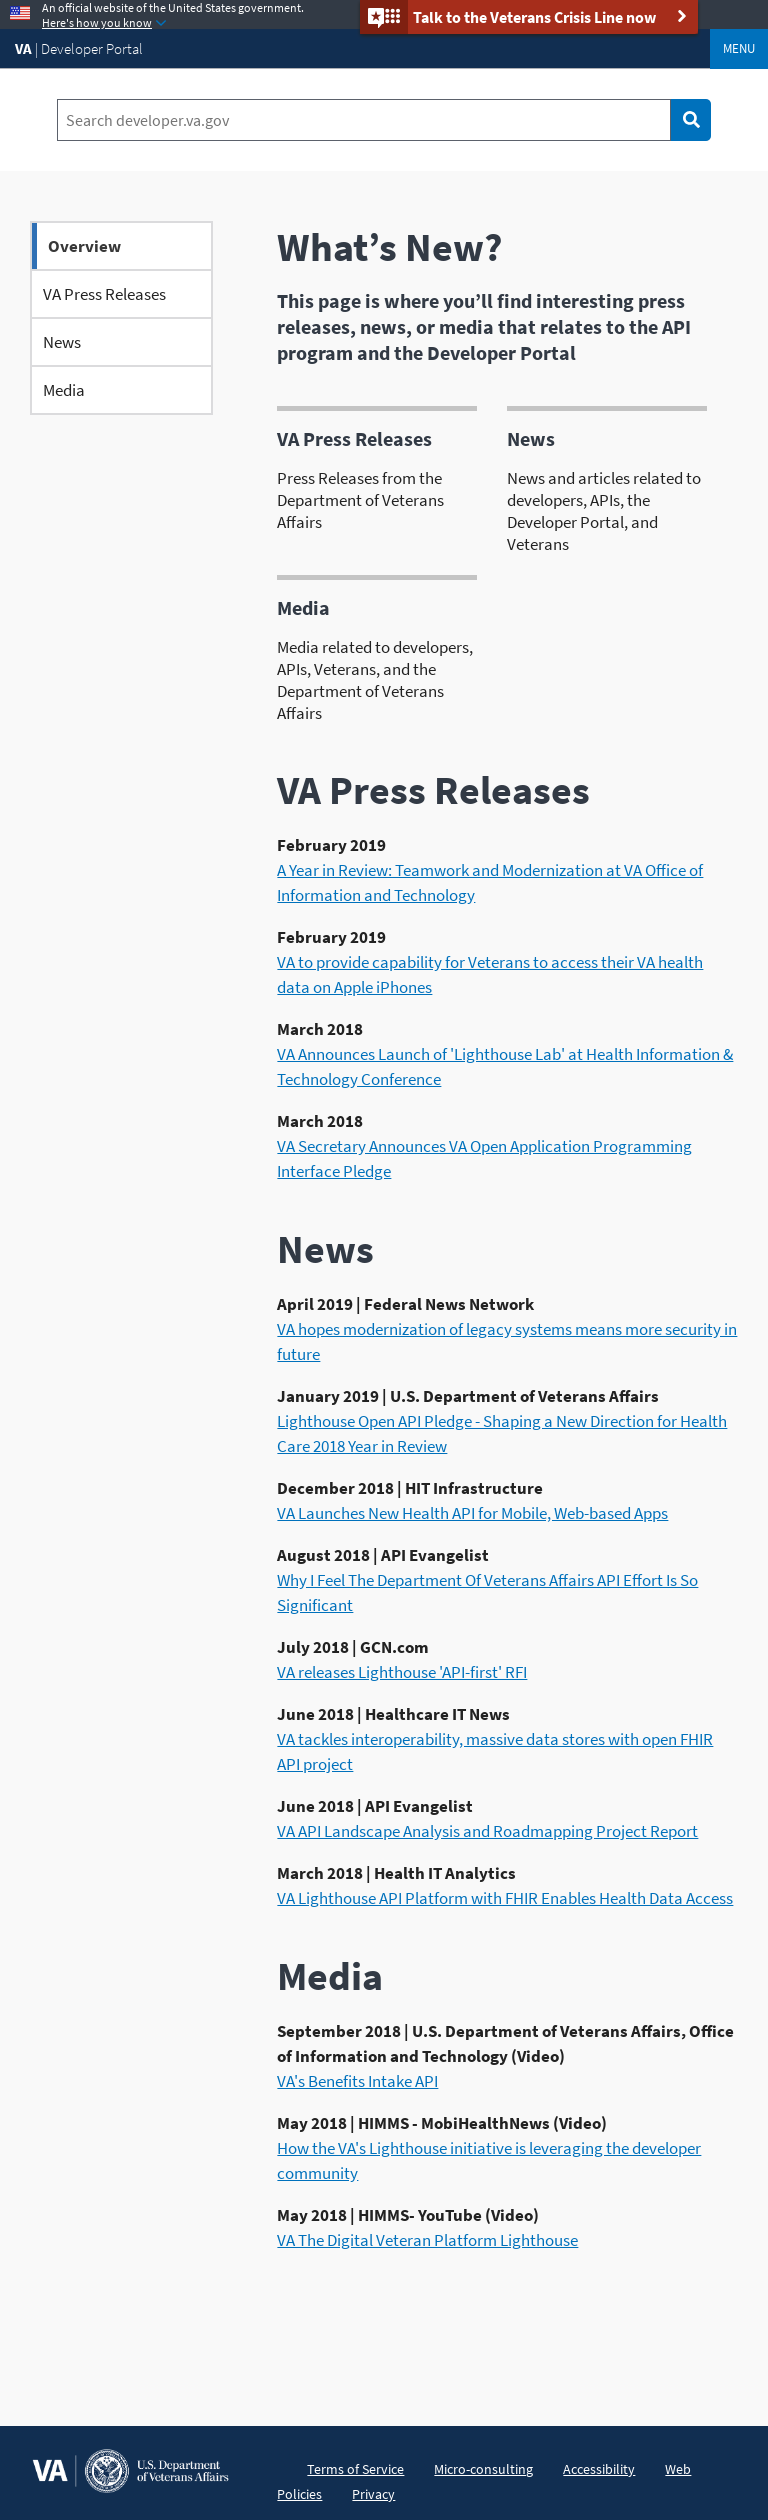 An official website of the United States government.
Here's how you know
Talk to the Veterans Crisis Line now
VA | Developer Portal
MENU
Search developer.va.gov
Overview
VA Press Releases
News
Media
What’s New?
This page is where you’ll find interesting press
releases, news, or media that relates to the API
program and the Developer Portal
VA Press Releases
Press Releases from the
Department of Veterans
Affairs
News
News and articles related to
developers, APIs, the
Developer Portal, and
Veterans
Media
Media related to developers,
APIs, Veterans, and the
Department of Veterans
Affairs
VA Press Releases
February 2019
A Year in Review: Teamwork and Modernization at VA Office of
Information and Technology
February 2019
VA to provide capability for Veterans to access their VA health
data on Apple iPhones
March 2018
VA Announces Launch of 'Lighthouse Lab' at Health Information &
Technology Conference
March 2018
VA Secretary Announces VA Open Application Programming
Interface Pledge
News
April 2019 | Federal News Network
VA hopes modernization of legacy systems means more security in
future
January 2019 | U.S. Department of Veterans Affairs
Lighthouse Open API Pledge - Shaping a New Direction for Health
Care 2018 Year in Review
December 2018 | HIT Infrastructure
VA Launches New Health API for Mobile, Web-based Apps
August 2018 | API Evangelist
Why I Feel The Department Of Veterans Affairs API Effort Is So
Significant
July 2018 | GCN.com
VA releases Lighthouse 'API-first' RFI
June 2018 | Healthcare IT News
VA tackles interoperability, massive data stores with open FHIR
API project
June 2018 | API Evangelist
VA API Landscape Analysis and Roadmapping Project Report
March 2018 | Health IT Analytics
VA Lighthouse API Platform with FHIR Enables Health Data Access
Media
September 2018 | U.S. Department of Veterans Affairs, Office
of Information and Technology (Video)
VA's Benefits Intake API
May 2018 | HIMMS - MobiHealthNews (Video)
How the VA's Lighthouse initiative is leveraging the developer
community
May 2018 | HIMMS- YouTube (Video)
VA The Digital Veteran Platform Lighthouse
VA
U.S. Department
of Veterans Affairs
Terms of Service Micro-consulting Accessibility Web
Policies Privacy